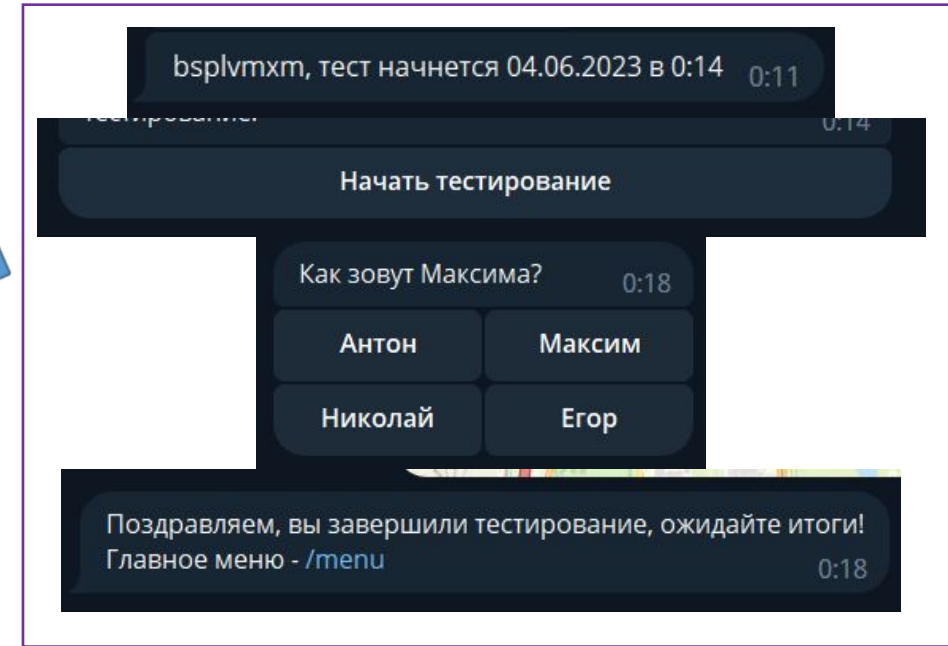 bsplvmxm, тест начнется 04.06.2023 в 0:14 0:11
тестирование. 0:14
Начать тестирование
Как зовут Максима? 0:18
Антон Максим
Николай Егор
Поздравляем, вы завершили тестирование, ожидайте итоги!
Главное меню - /menu 0:18